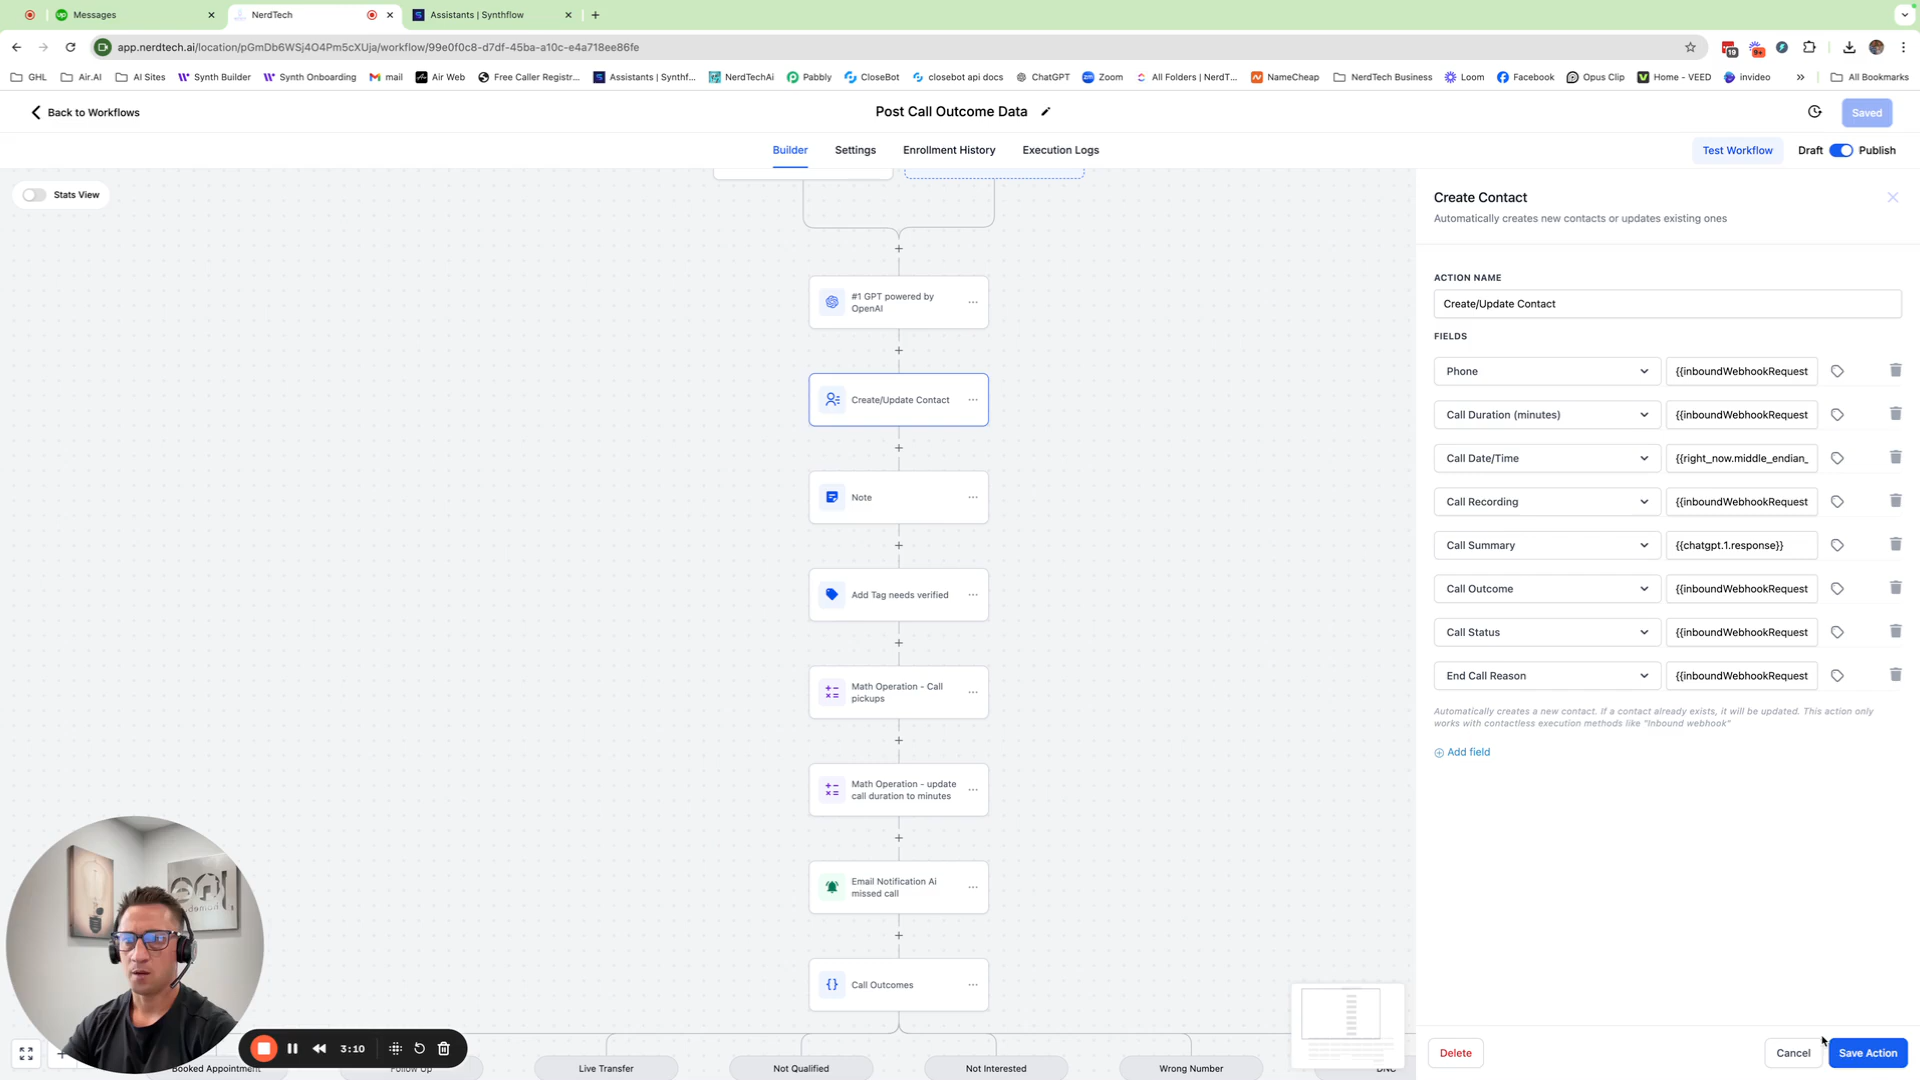 Messages
NerdTech
Assistants | Synthflow
app.nerdtech.ai/location/pGmDb6WSj4O4Pm5cXUja/workflow/99e0f0c8-d7df-45ba-a10c-e4a718ee86fe
GHL
Air.AI
AI Sites
Synth Builder
Synth Onboarding
mail
Air Web
Free Caller Registr...
Assistants | Synthf...
NerdTechAi
Pabbly
CloseBot
closebot api docs
ChatGPT
Zoom
All Folders | NerdT...
NameCheap
NerdTech Business
Loom
Facebook
Opus Clip
Home - VEED
invideo
All Bookmarks
Back to Workflows
Post Call Outcome Data
Saved
Builder
Settings
Enrollment History
Execution Logs
Test Workflow
Draft
Publish
Stats View
#1 GPT powered by
OpenAI
Create/Update Contact
Note
Add Tag needs verified
Math Operation - Call
pickups
Math Operation - update
call duration to minutes
Email Notification Ai
missed call
Call Outcomes
Booked Appointment
Follow Up
Live Transfer
Not Qualified
Not Interested
Wrong Number
DNC
3:10
Create Contact
Automatically creates new contacts or updates existing ones
ACTION NAME
Create/Update Contact
FIELDS
Phone
{{inboundWebhookRequest
Call Duration (minutes)
{{inboundWebhookRequest
Call Date/Time
{{right_now.middle_endian_
Call Recording
{{inboundWebhookRequest
Call Summary
{{chatgpt.1.response}}
Call Outcome
{{inboundWebhookRequest
Call Status
{{inboundWebhookRequest
End Call Reason
{{inboundWebhookRequest
Automatically creates a new contact. If a contact already exists, it will be updated. This action only
works with contactless execution methods like "Inbound webhook"
Add field
Delete
Cancel
Save Action